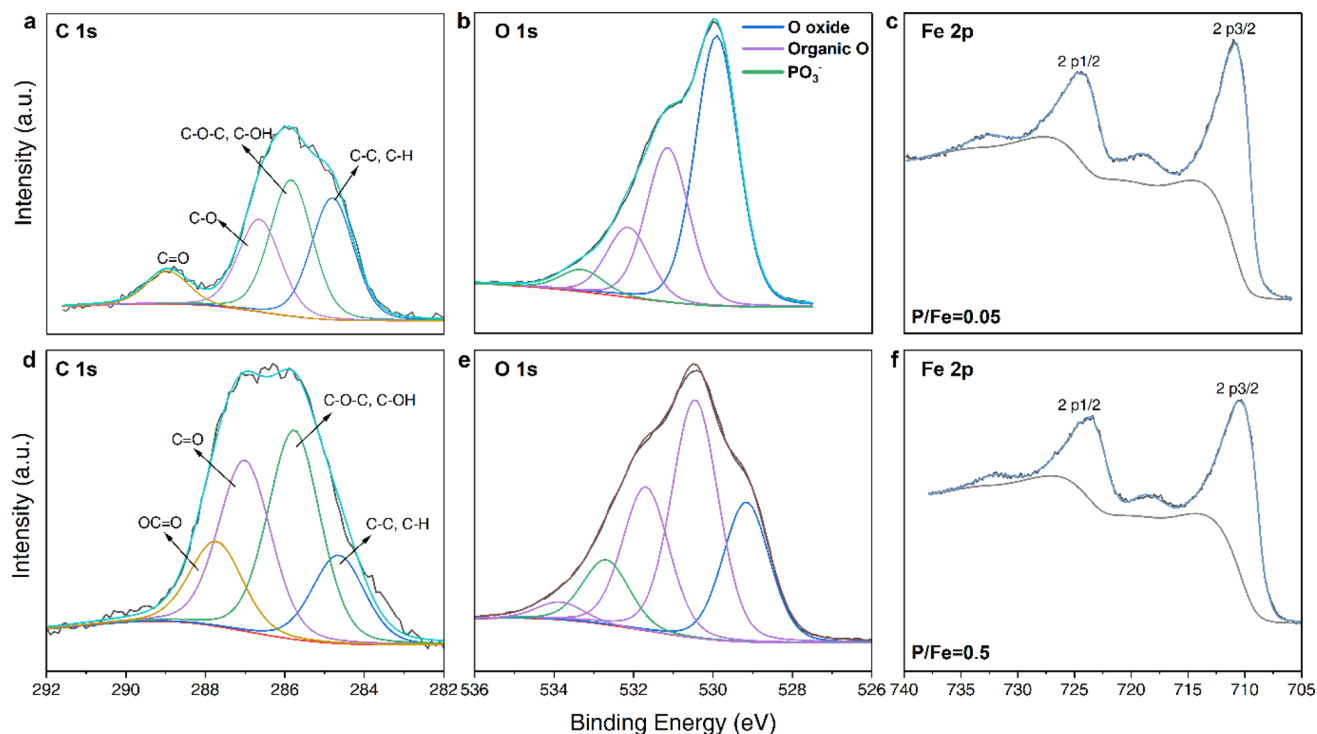 a
C 1s
C-O-C, C-OH
C-C, C-H
C-O
C=O
Intensity (a.u.)
b
O 1s
O oxide
Organic O
PO₃⁻
c
Fe 2p
2 p3/2
2 p1/2
P/Fe=0.05
d
C 1s
C-O-C, C-OH
C=O
OC=O
C-C, C-H
Intensity (a.u.)
292 290 288 286 284 282
e
O 1s
536 534 532 530 528 526
f
Fe 2p
2 p3/2
2 p1/2
P/Fe=0.5
740 735 730 725 720 715 710 705
Binding Energy (eV)